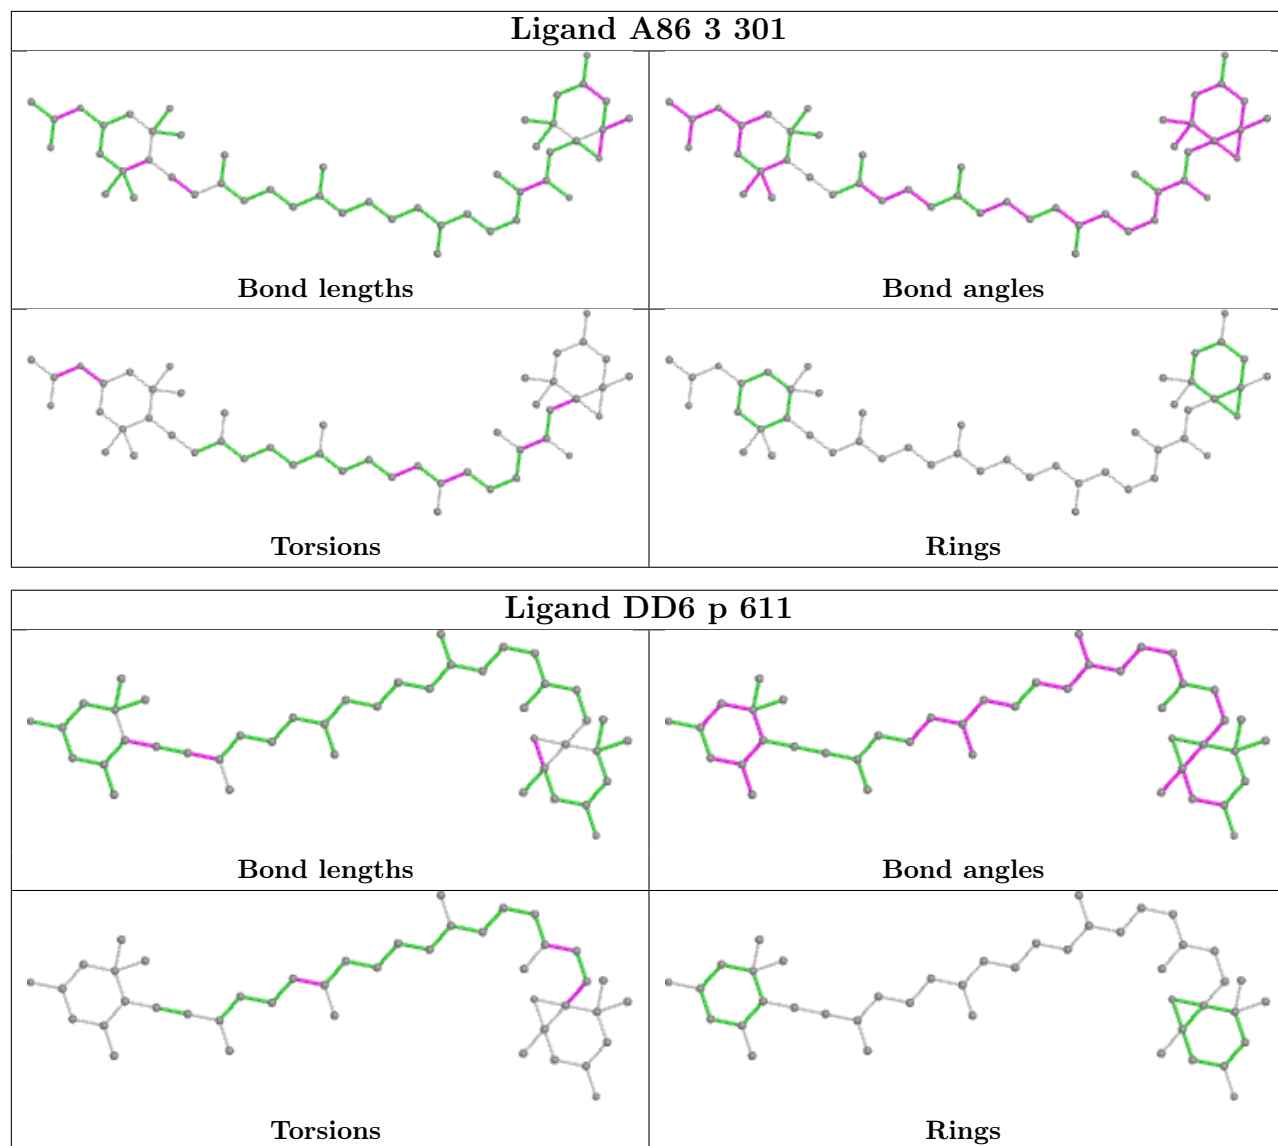 Ligand A86 3 301
Bond lengths
Bond angles
Torsions
Rings
Ligand DD6 p 611
Bond lengths
Bond angles
Torsions
Rings